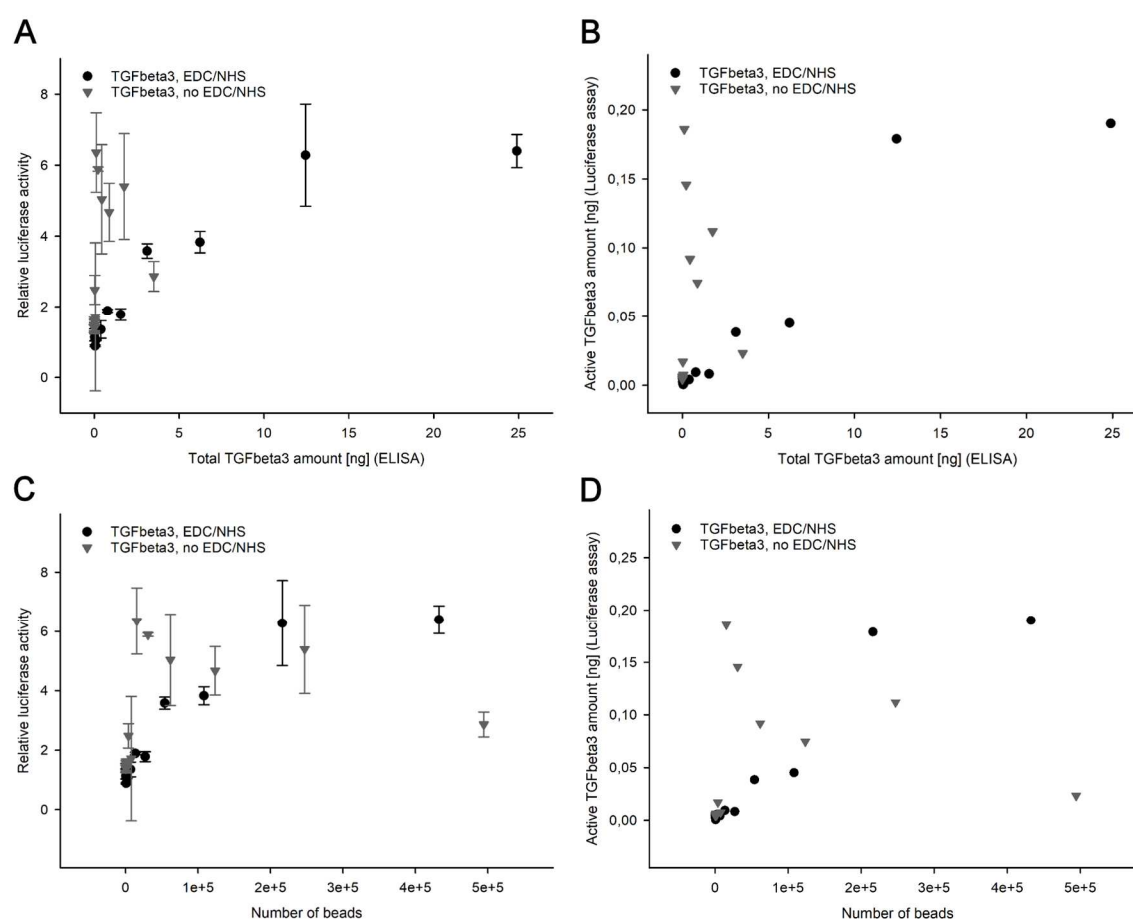 A
TGFbeta3, EDC/NHS
TGFbeta3, no EDC/NHS
Relative luciferase activity
8
6
4
2
0
0
5
10
15
20
25
Total TGFbeta3 amount [ng] (ELISA)
B
TGFbeta3, EDC/NHS
TGFbeta3, no EDC/NHS
Active TGFbeta3 amount [ng] (Luciferase assay)
0,20
0,15
0,10
0,05
0,00
0
5
10
15
20
25
Total TGFbeta3 amount [ng] (ELISA)
C
TGFbeta3, EDC/NHS
TGFbeta3, no EDC/NHS
Relative luciferase activity
8
6
4
2
0
0
1e+5
2e+5
3e+5
4e+5
5e+5
Number of beads
D
TGFbeta3, EDC/NHS
TGFbeta3, no EDC/NHS
Active TGFbeta3 amount [ng] (Luciferase assay)
0,25
0,20
0,15
0,10
0,05
0,00
0
1e+5
2e+5
3e+5
4e+5
5e+5
Number of beads